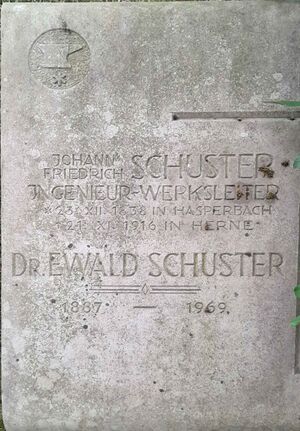 JOHANN
FRIEDRICH SCHUSTER
INGENIEUR-WERKSLEITER
* 23. XII. 1838 IN HASPERBACH
† 21. XI. 1916 IN HERNE
DR. EWALD SCHUSTER
1887 — 1969